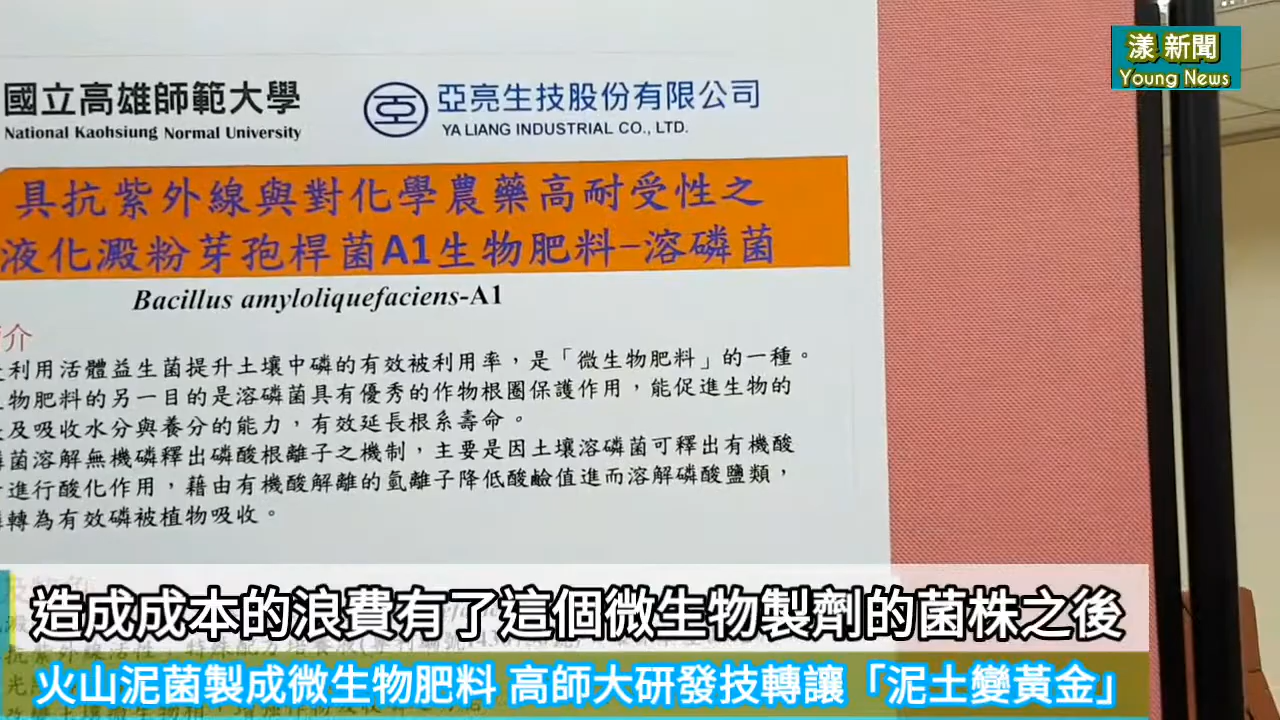 漾 新聞
Young News
國立高雄師範大學
National Kaohsiung Normal University
亞亮生技股份有限公司
YA LIANG INDUSTRIAL CO., LTD.
具抗紫外線與對化學農藥高耐受性之
液化澱粉芽孢桿菌A1生物肥料-溶磷菌
Bacillus amyloliquefaciens-A1
介
利用活體益生菌提升土壤中磷的有效被利用率，是「微生物肥料」的一種。
物肥料的另一目的是溶磷菌具有優秀的作物根圈保護作用，能促進生物的
及吸收水分與養分的能力，有效延長根系壽命。
菌溶解無機磷釋出磷酸根離子之機制，主要是因土壤溶磷菌可釋出有機酸
進行酸化作用，藉由有機酸解離的氫離子降低酸鹼值進而溶解磷酸鹽類，
轉為有效磷被植物吸收。
造成成本的浪費有了這個微生物製劑的菌株之後
火山泥菌製成微生物肥料 高師大研發技轉讓「泥土變黃金」